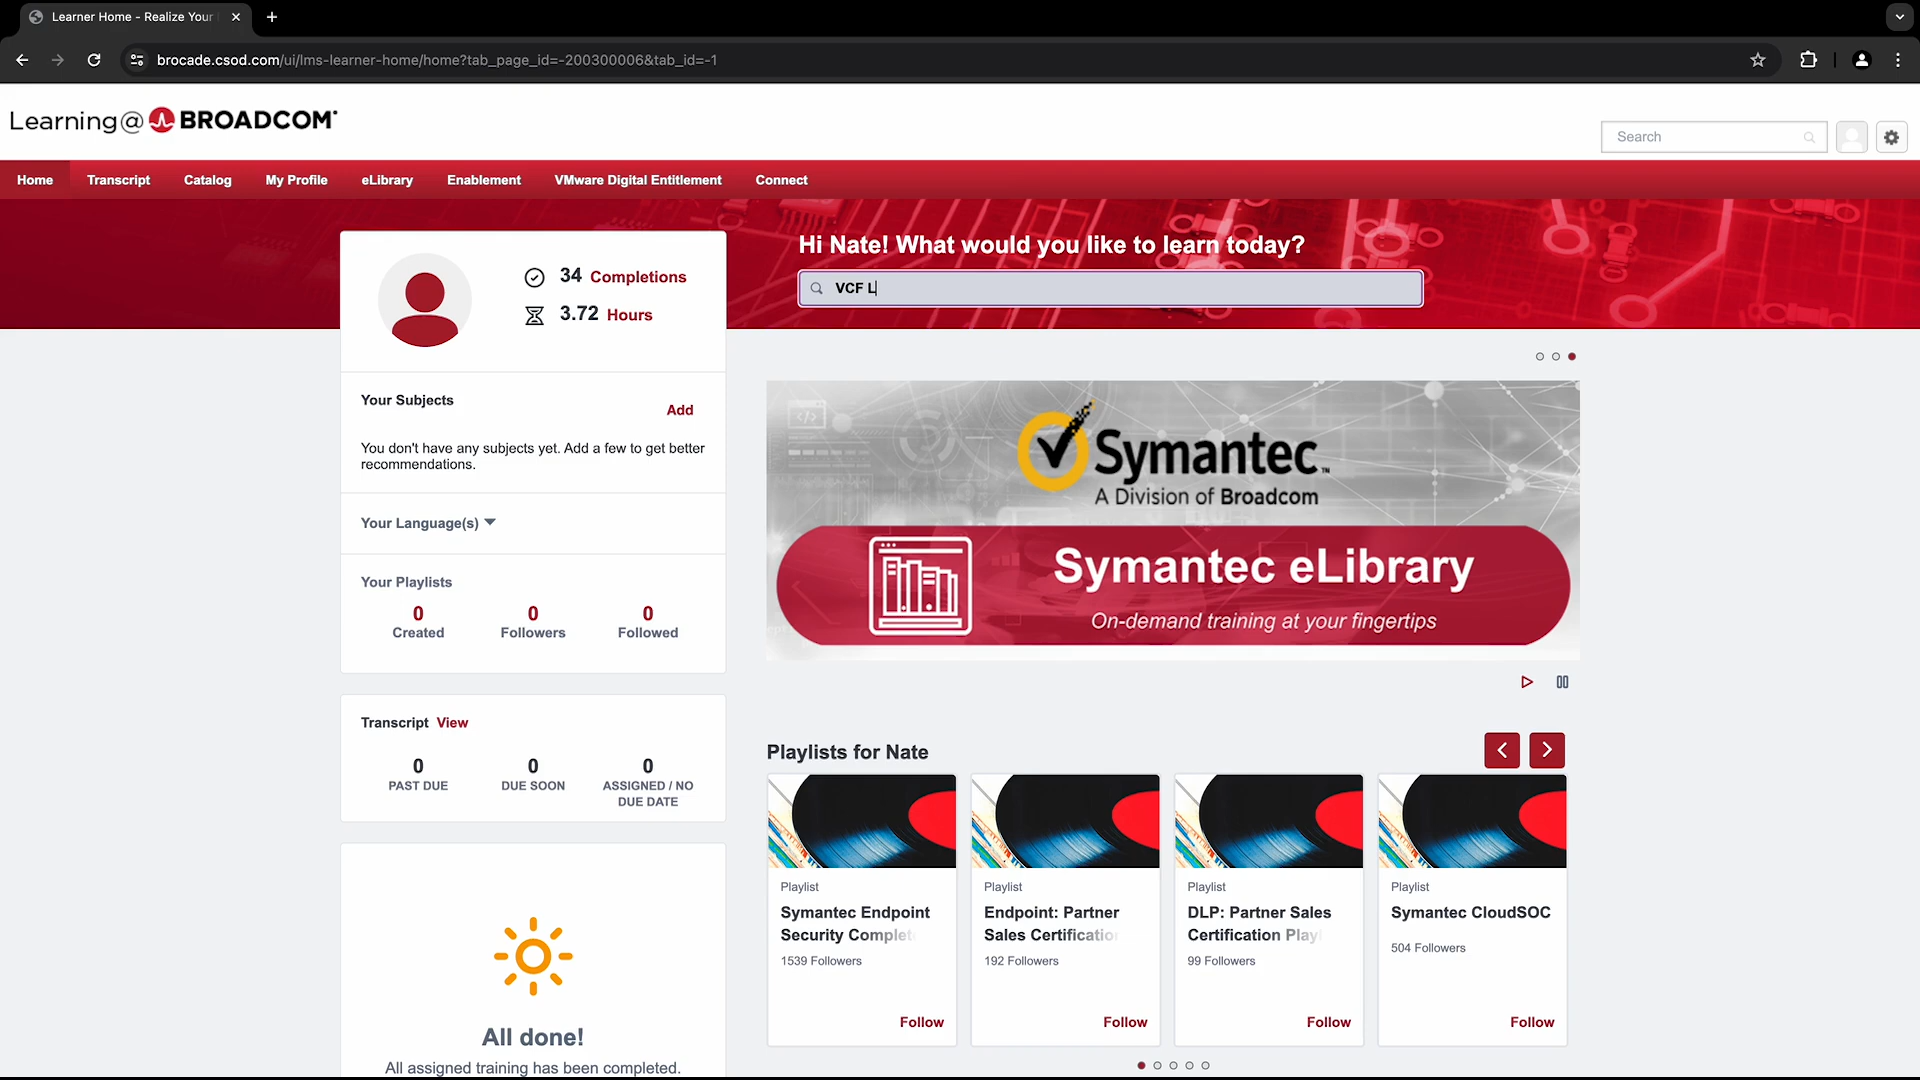 Learner Home - Realize Your
brocade.csod.com/ui/lms-learner-home/home?tab_page_id=-200300006&tab_id=-1
Learning@ BROADCOM
Search
Home Transcript Catalog My Profile eLibrary Enablement VMware Digital Entitlement Connect
Hi Nate! What would you like to learn today?
VCF L
34 Completions
3.72 Hours
Your Subjects
Add
You don't have any subjects yet. Add a few to get better
recommendations.
Your Language(s)
Your Playlists
0 0 0
Created Followers Followed
Transcript View
0 0 0
PAST DUE DUE SOON ASSIGNED / NO
DUE DATE
All done!
All assigned training has been completed.
Symantec™
A Division of Broadcom
Symantec eLibrary
On-demand training at your fingertips
Playlists for Nate
Playlist
Symantec Endpoint
Security Complete
1539 Followers
Follow
Playlist
Endpoint: Partner
Sales Certification
192 Followers
Follow
Playlist
DLP: Partner Sales
Certification Playl
99 Followers
Follow
Playlist
Symantec CloudSOC
504 Followers
Follow